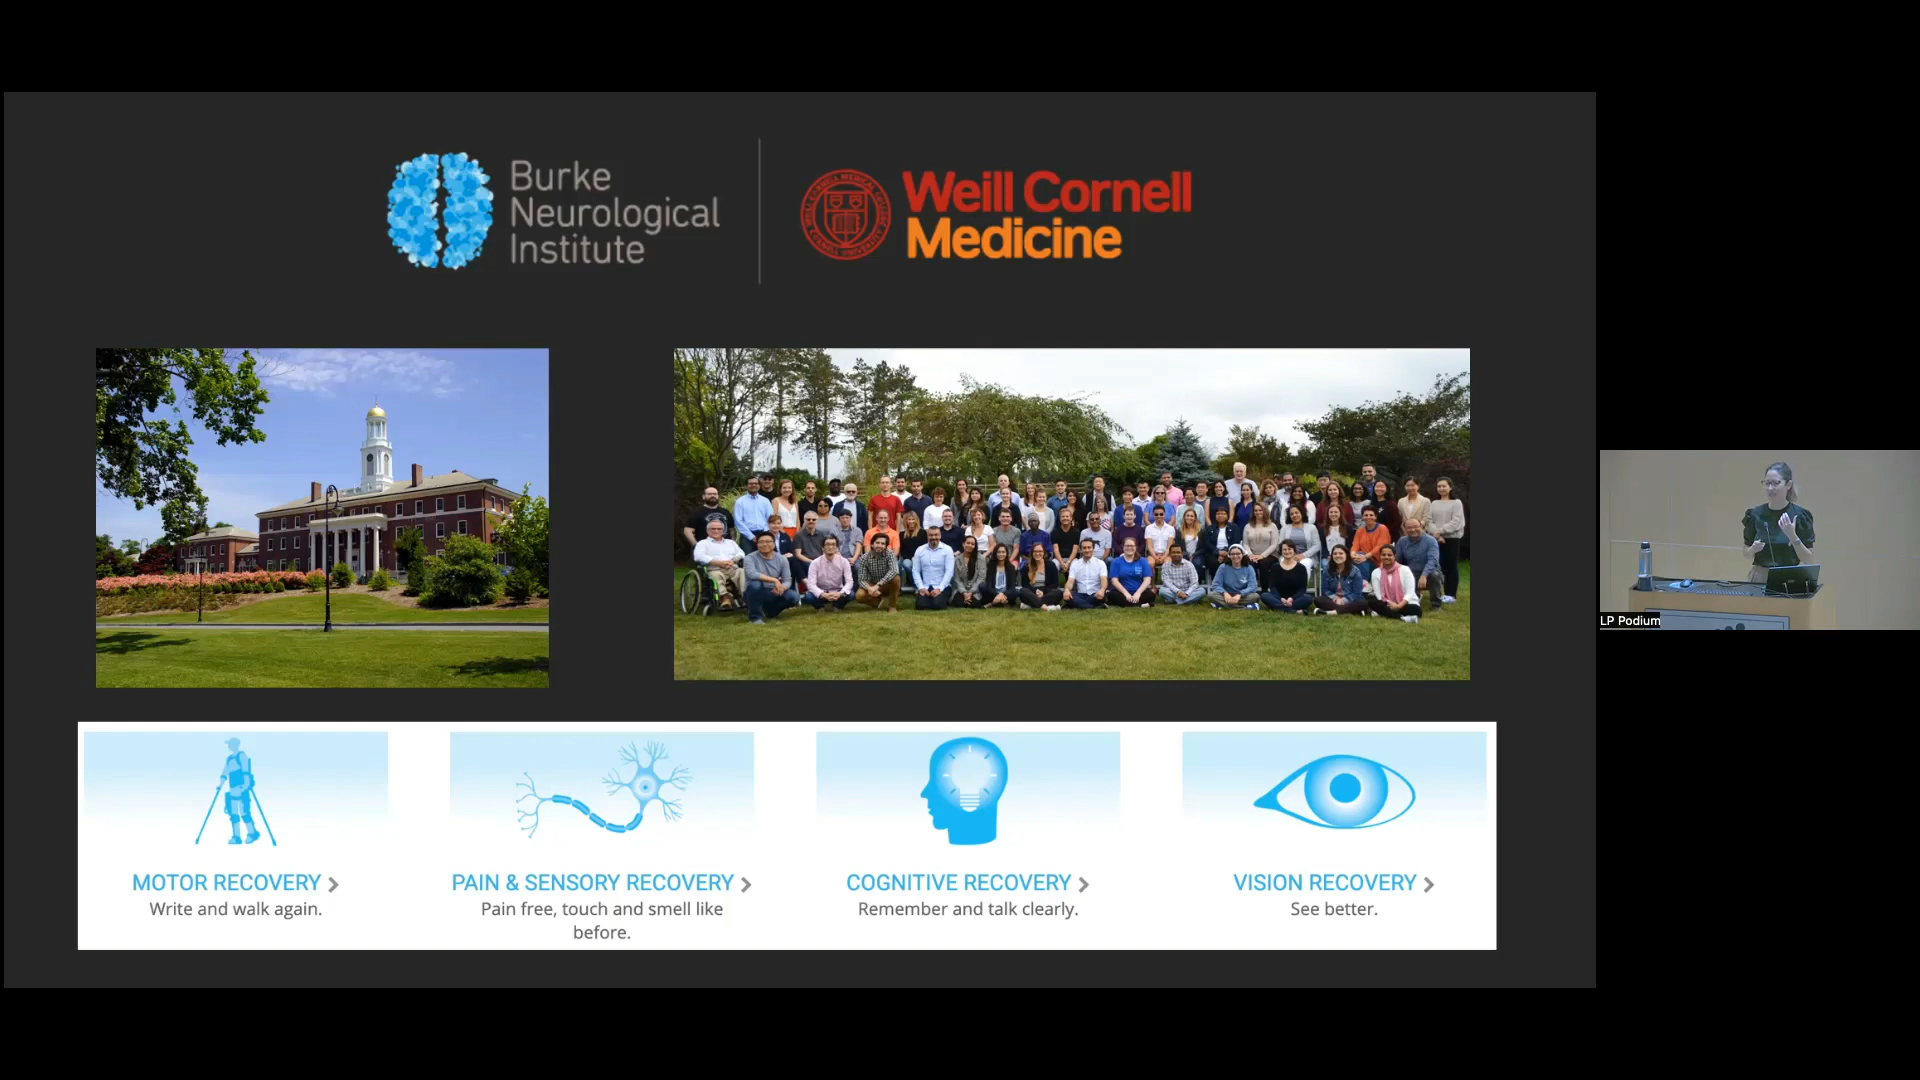 Burke
Neurological
Institute
Weill Cornell
Medicine
MOTOR RECOVERY
Write and walk again.
PAIN & SENSORY RECOVERY
Pain free, touch and smell like
before.
COGNITIVE RECOVERY
Remember and talk clearly.
VISION RECOVERY
See better.
LP Podium